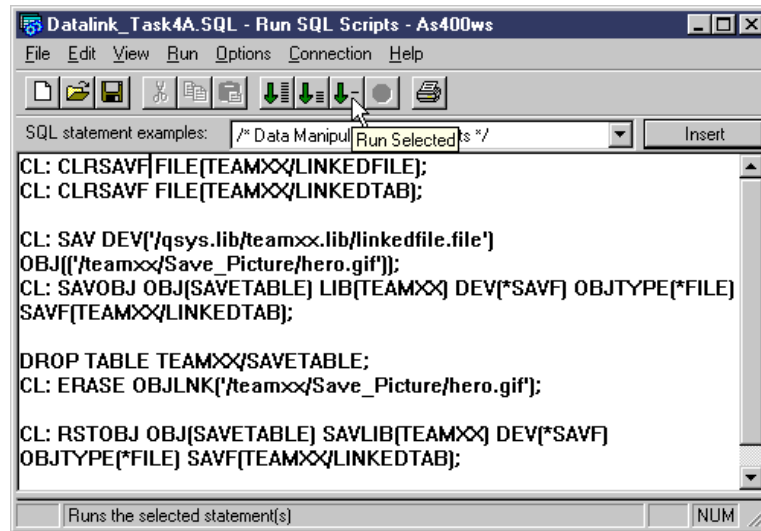 Datalink_Task4A.SQL - Run SQL Scripts - As400ws
File Edit View Run Options Connection Help
SQL statement examples: /* Data Manipul ts */ Insert
Run Selected
CL: CLRSAVF FILE(TEAMXX/LINKEDFILE);
CL: CLRSAVF FILE(TEAMXX/LINKEDTAB);
CL: SAV DEV('/qsys.lib/teamxx.lib/linkedfile.file')
OBJ(('/teamxx/Save_Picture/hero.gif'));
CL: SAVOBJ OBJ(SAVETABLE) LIB(TEAMXX) DEV(*SAVF) OBJTYPE(*FILE)
SAVF(TEAMXX/LINKEDTAB);
DROP TABLE TEAMXX/SAVETABLE;
CL: ERASE OBJLNK('/teamxx/Save_Picture/hero.gif');
CL: RSTOBJ OBJ(SAVETABLE) SAVLIB(TEAMXX) DEV(*SAVF)
OBJTYPE(*FILE) SAVF(TEAMXX/LINKEDTAB);
Runs the selected statement(s) NUM